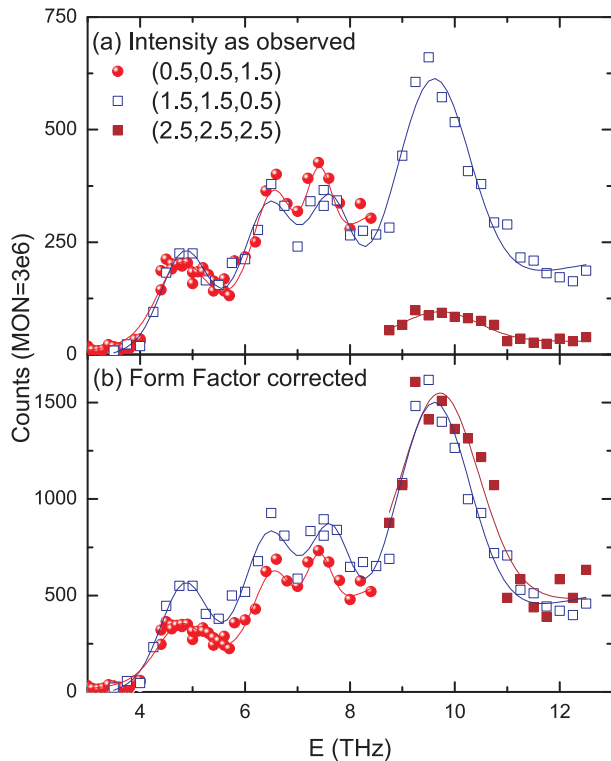 750
(a) Intensity as observed
(0.5,0.5,1.5)
(1.5,1.5,0.5)
(2.5,2.5,2.5)
500
250
0
Counts (MON=3e6)
(b) Form Factor corrected
1500
1000
500
0
4 6 8 10 12
E (THz)